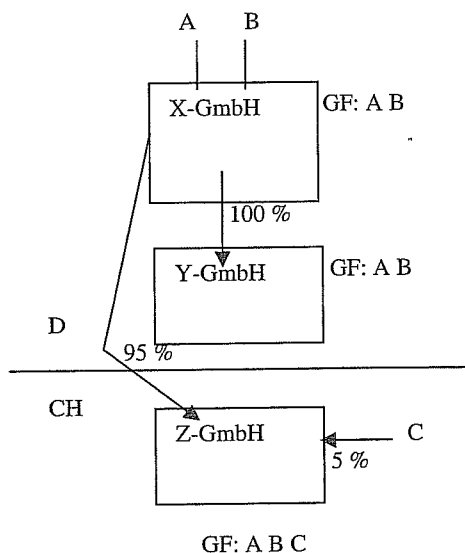 A B
X-GmbH GF: A B
100 %
Y-GmbH GF: A B
D
95 %
CH
Z-GmbH C
5 %
GF: A B C